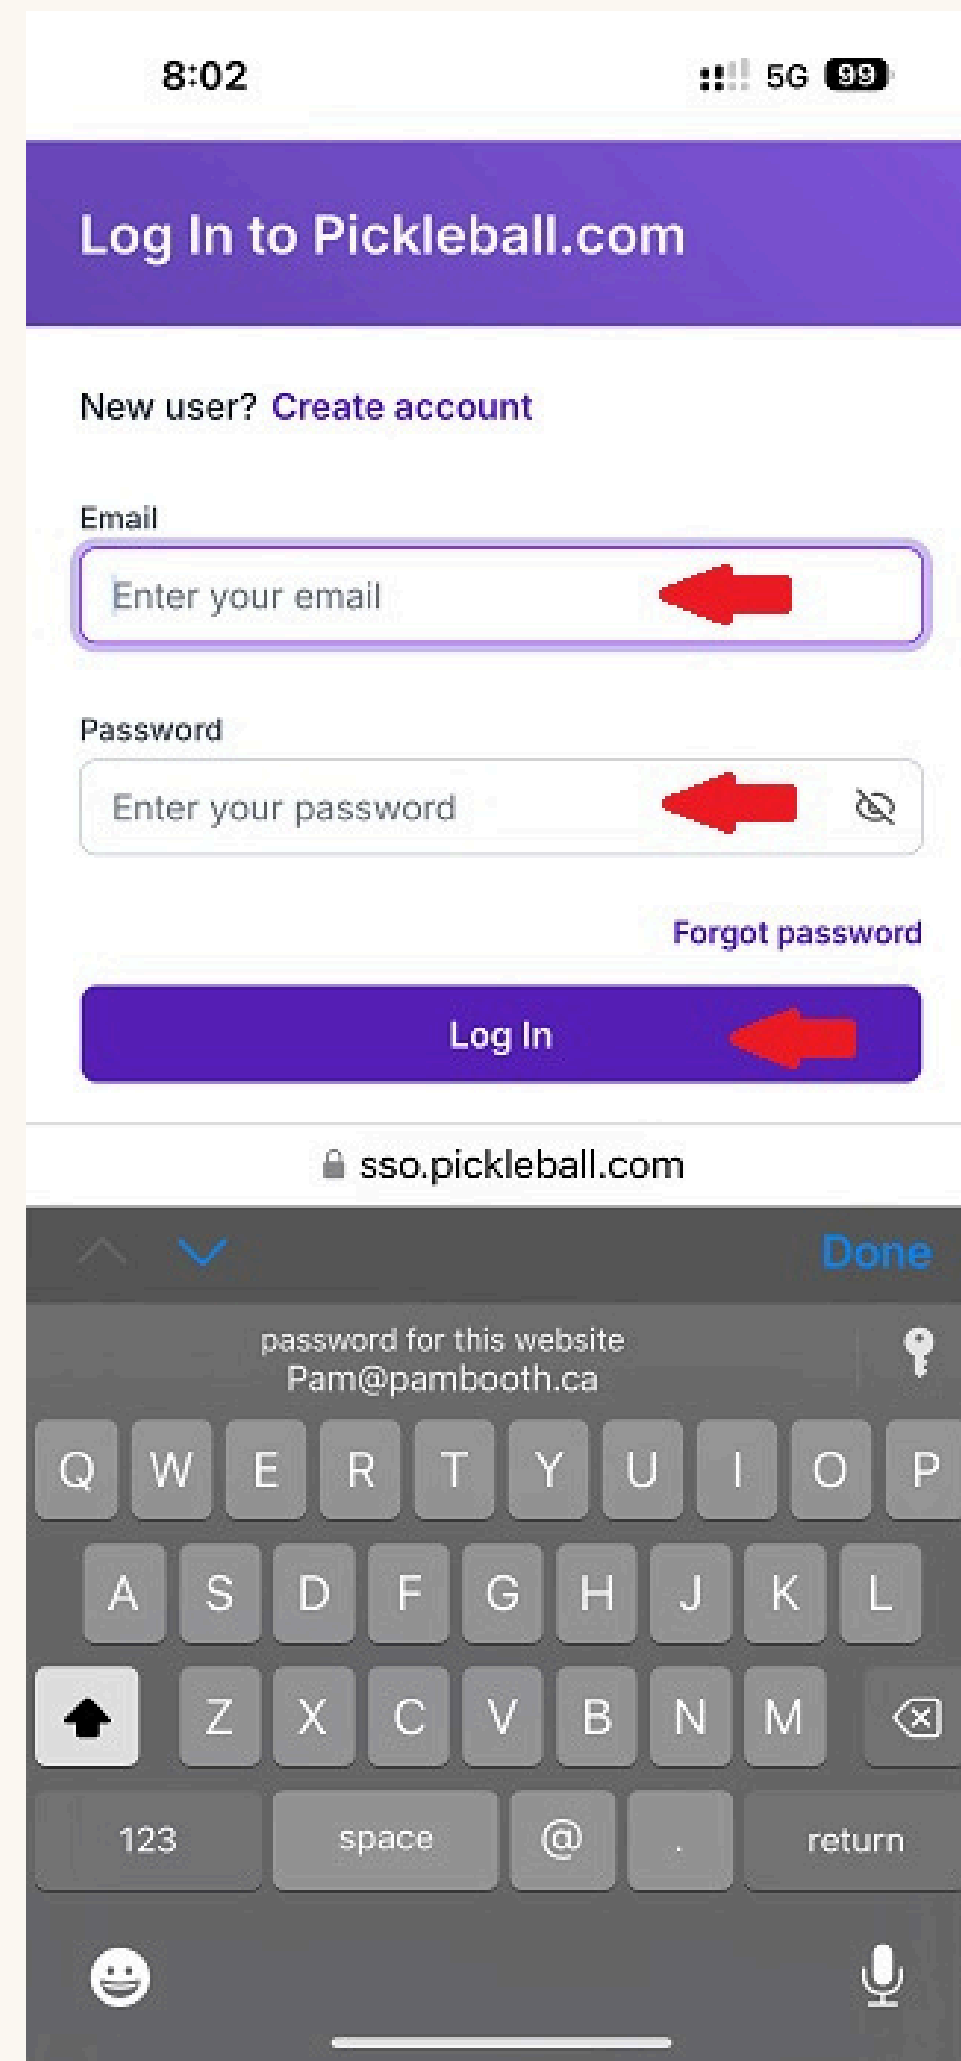 8:02 5G 99
Log In to Pickleball.com
New user? Create account
Email
Enter your email
Password
Enter your password
Forgot password
Log In
sso.pickleball.com
Done
password for this website
Pam@pambooth.ca
Q W E R T Y U I O P
A S D F G H J K L
Z X C V B N M
123 space @ . return